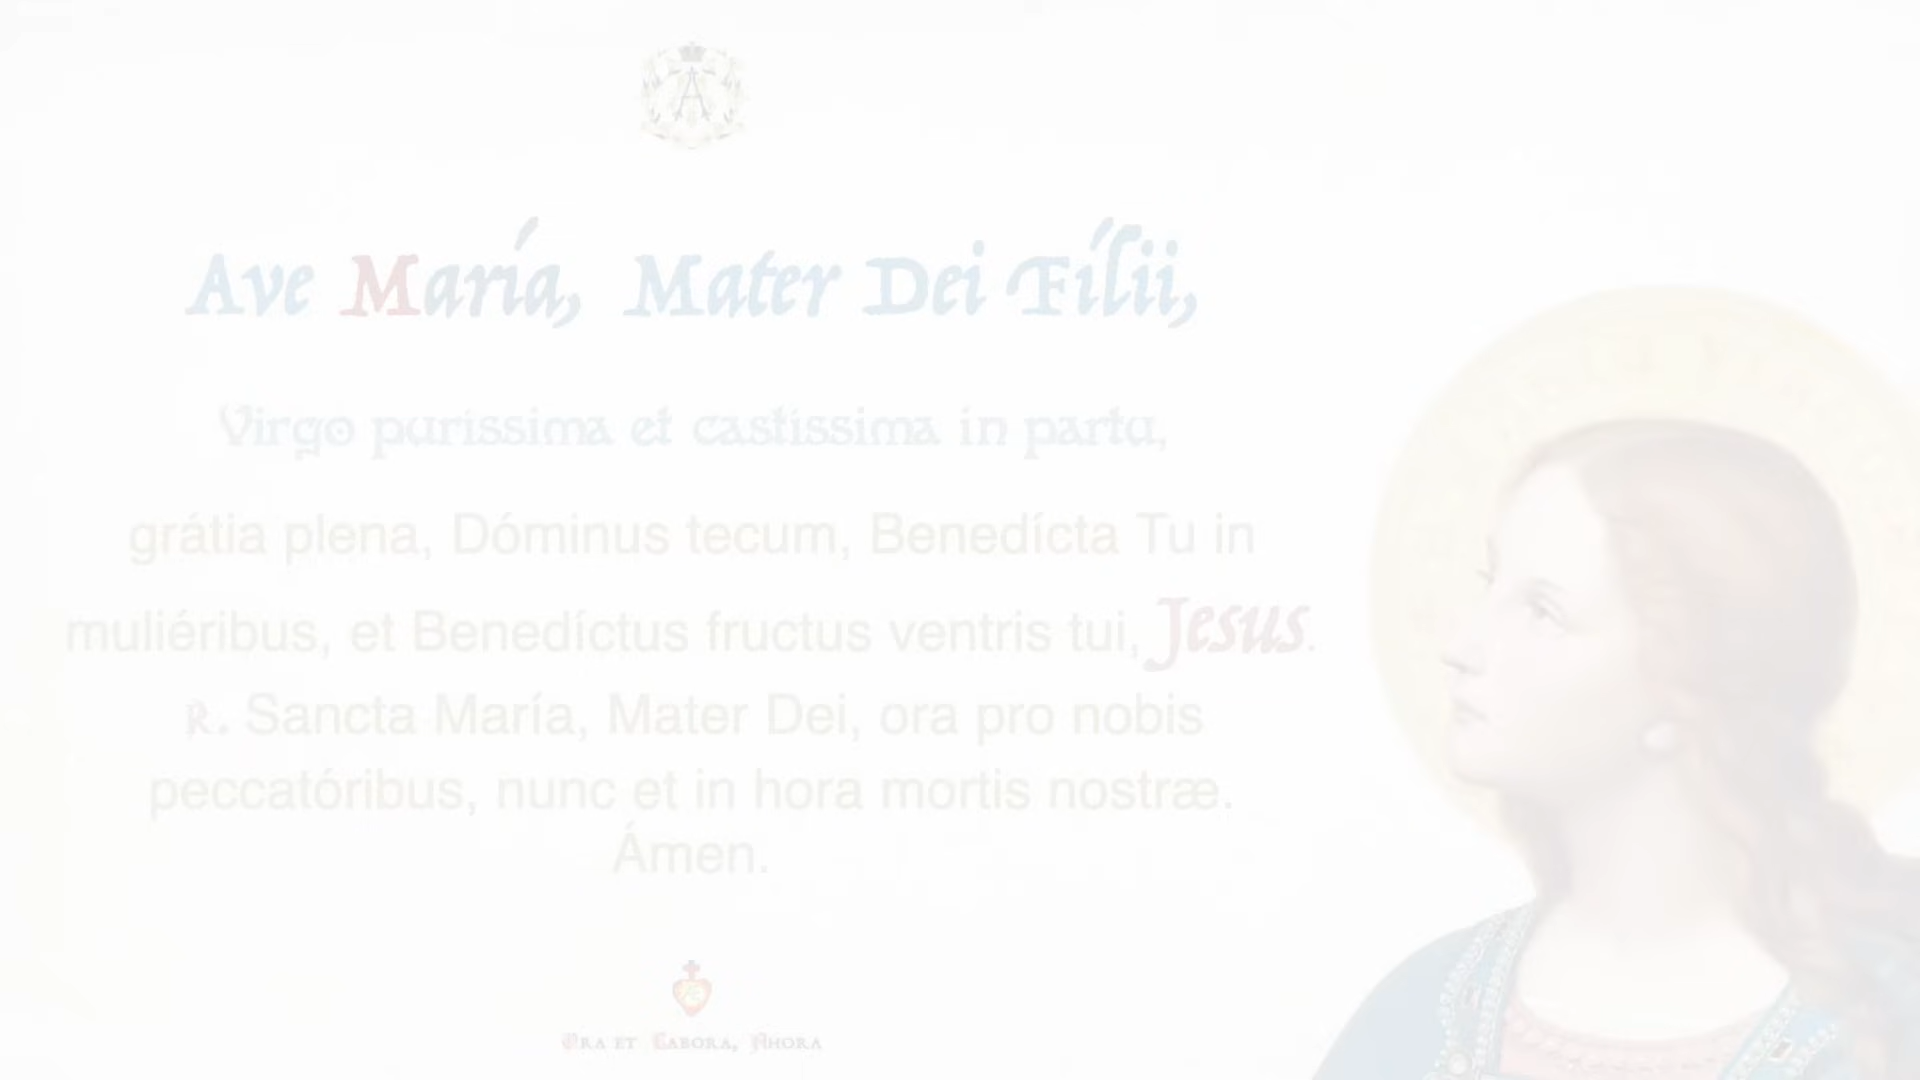 Ave María, Mater Dei Fílii,
Virgo purissima et castissima in partu,
grátia plena, Dóminus tecum, Benedícta Tu in
muliéribus, et Benedíctus fructus ventris tui, Jesus.
R. Sancta María, Mater Dei, ora pro nobis
peccatóribus, nunc et in hora mortis nostræ.
Ámen.
Ora et Labora, Ahora